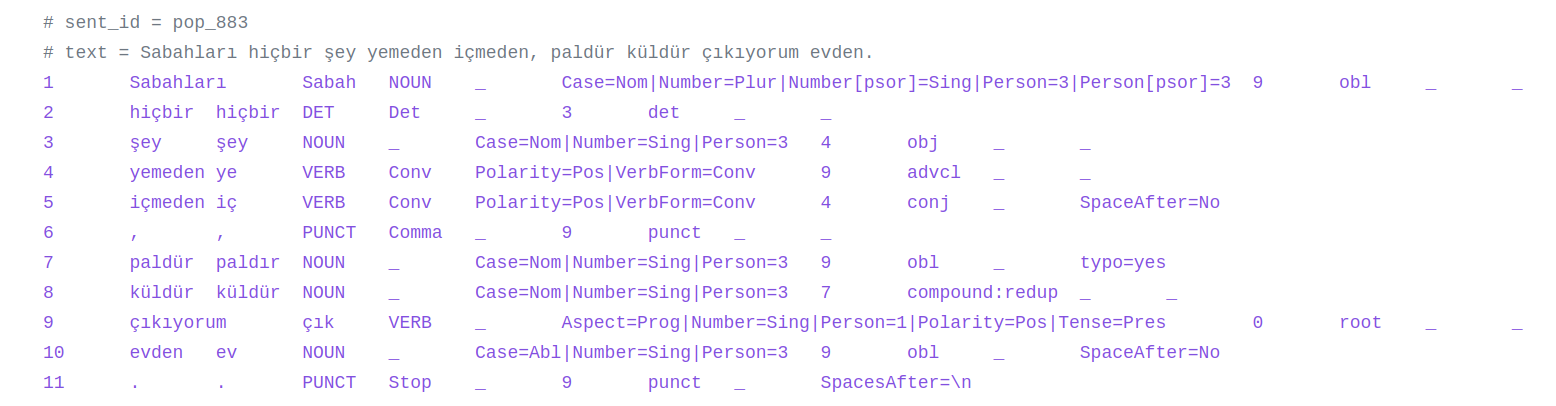 # sent_id = pop_883
# text = Sabahları hiçbir şey yemeden içmeden, paldür küldür çıkıyorum evden.
1 Sabahları Sabah NOUN _ Case=Nom|Number=Plur|Number[psor]=Sing|Person=3|Person[psor]=3 9 obl _ _
2 hiçbir hiçbir DET Det _ 3 det _ _
3 şey şey NOUN _ Case=Nom|Number=Sing|Person=3 4 obj _ _
4 yemeden ye VERB Conv Polarity=Pos|VerbForm=Conv 9 advcl _ _
5 içmeden iç VERB Conv Polarity=Pos|VerbForm=Conv 4 conj _ SpaceAfter=No
6 , , PUNCT Comma _ 9 punct _ _
7 paldür paldır NOUN _ Case=Nom|Number=Sing|Person=3 9 obl _ typo=yes
8 küldür küldür NOUN _ Case=Nom|Number=Sing|Person=3 7 compound:redup _ _
9 çıkıyorum çık VERB _ Aspect=Prog|Number=Sing|Person=1|Polarity=Pos|Tense=Pres 0 root _ _
10 evden ev NOUN _ Case=Abl|Number=Sing|Person=3 9 obl _ SpaceAfter=No
11 . . PUNCT Stop _ 9 punct _ SpacesAfter=\n